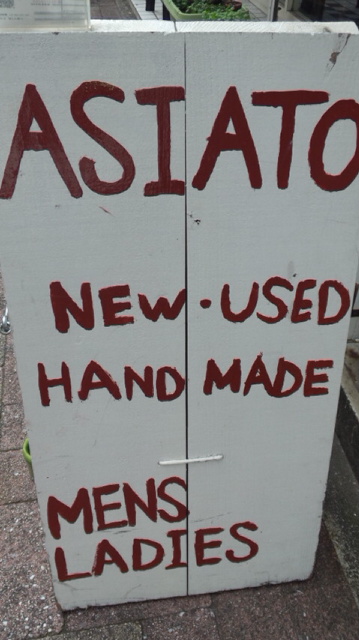 ASIATO
NEW・USED
HAND MADE
MENS
LADIES